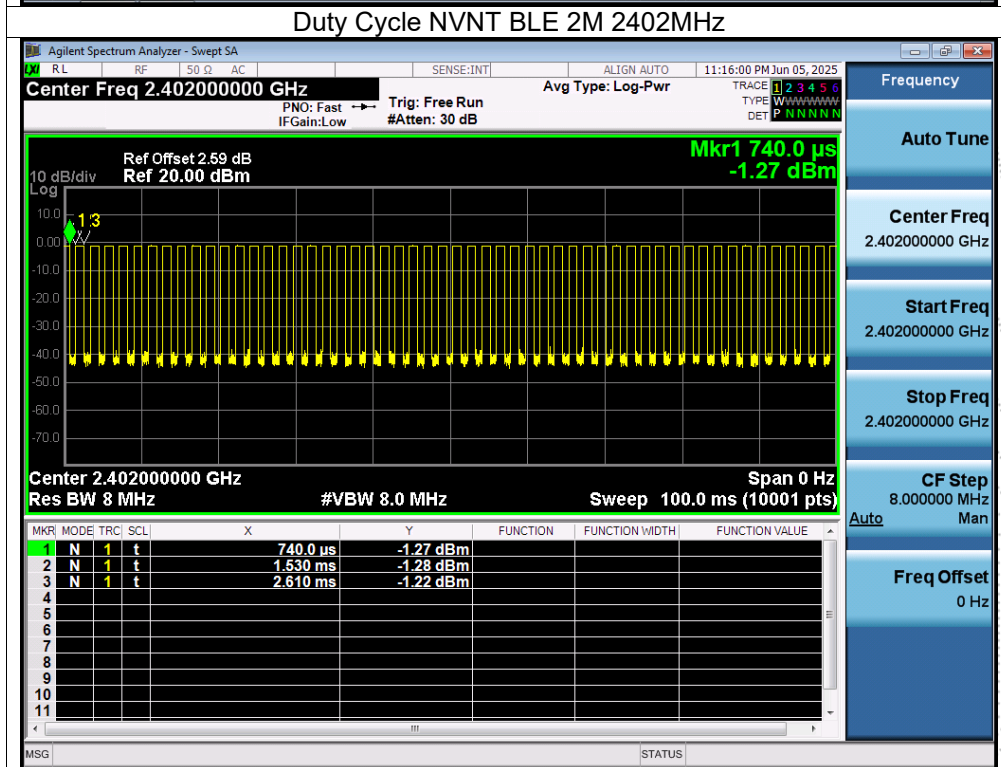 Duty Cycle NVNT BLE 2M 2402MHz
Agilent Spectrum Analyzer - Swept SA
LXI RL RF 50 Ω AC SENSE:INT ALIGN AUTO 11:16:00 PM Jun 05, 2025
Center Freq 2.402000000 GHz
PNO: Fast
IFGain:Low
Trig: Free Run
#Atten: 30 dB
Avg Type: Log-Pwr
TRACE 1 2 3 4 5 6
TYPE WWWWWW
DET P N N N N N
Ref Offset 2.59 dB
10 dB/div Ref 20.00 dBm
Log
Mkr1 740.0 µs
-1.27 dBm
10.0
0.00
-10.0
-20.0
-30.0
-40.0
-50.0
-60.0
-70.0
1 3
Center 2.402000000 GHz Span 0 Hz
Res BW 8 MHz #VBW 8.0 MHz Sweep 100.0 ms (10001 pts)
MKR MODE TRC SCL X Y FUNCTION FUNCTION WIDTH FUNCTION VALUE
1 N 1 t 740.0 µs -1.27 dBm
2 N 1 t 1.530 ms -1.28 dBm
3 N 1 t 2.610 ms -1.22 dBm
4
5
6
7
8
9
10
11
MSG STATUS
Frequency
Auto Tune
Center Freq
2.402000000 GHz
Start Freq
2.402000000 GHz
Stop Freq
2.402000000 GHz
CF Step
8.000000 MHz
Auto Man
Freq Offset
0 Hz